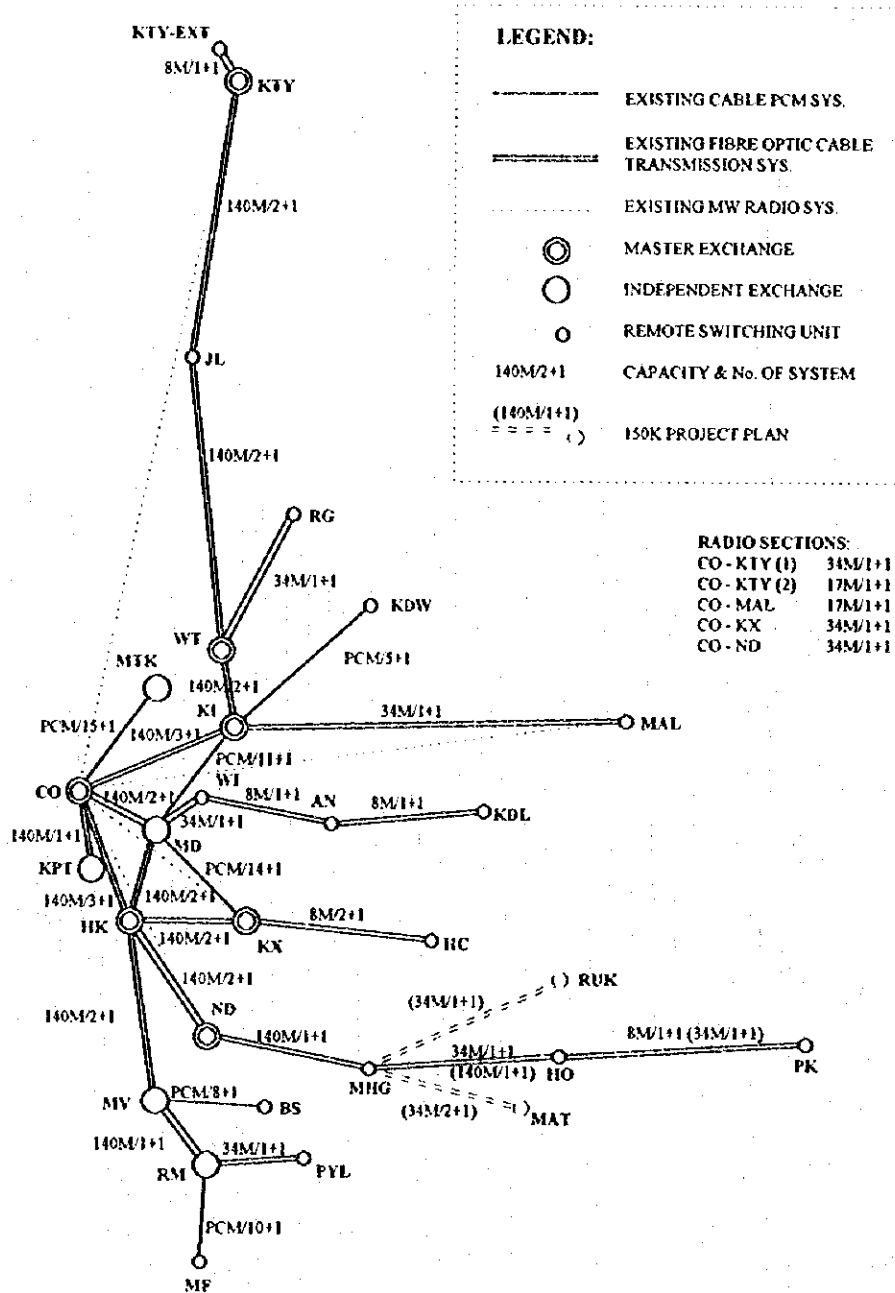 KTY-EXT
8M/1+1
KTY
140M/2+1
JL
140M/2+1
RG
34M/1+1
KDW
WT
PCM/5+1
MTK
140M/2+1
KI
34M/1+1
MAL
PCM/15+1
140M/3+1
PCM/11+1
CO
140M/2+1
WI
8M/1+1
AN
8M/1+1
KDL
34M/1+1
140M/1+1
MD
PCM/14+1
KPT
140M/3+1
140M/2+1
HK
140M/2+1
KX
8M/2+1
HC
140M/2+1
ND
(34M/1+1)
RUK
140M/2+1
140M/1+1
34M/1+1
8M/1+1 (34M/1+1)
MHG
(140M/1+1)
HO
PK
MV
PCM/8+1
BS
(34M/2+1)
MAT
140M/1+1
34M/1+1
RM
PYL
PCM/10+1
MF
LEGEND:
EXISTING CABLE PCM SYS.
EXISTING FIBRE OPTIC CABLE
TRANSMISSION SYS.
EXISTING MW RADIO SYS.
MASTER EXCHANGE
INDEPENDENT EXCHANGE
REMOTE SWITCHING UNIT
140M/2+1 CAPACITY & No. OF SYSTEM
(140M/1+1)
150K PROJECT PLAN
RADIO SECTIONS:
CO - KTY (1) 34M/1+1
CO - KTY (2) 17M/1+1
CO - MAL 17M/1+1
CO - KX 34M/1+1
CO - ND 34M/1+1